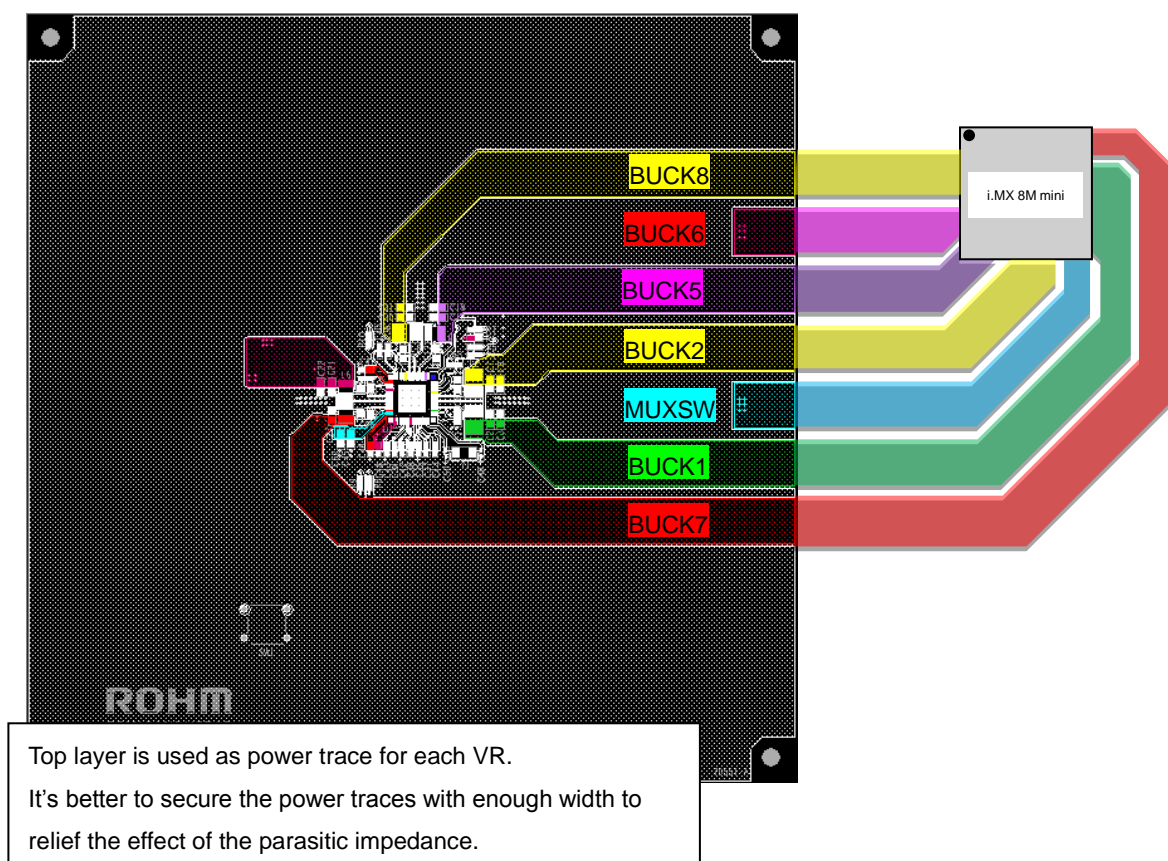 BUCK8
i.MX 8M mini
BUCK6
BUCK5
BUCK2
MUXSW
BUCK1
BUCK7
ROHM
Top layer is used as power trace for each VR.
It's better to secure the power traces with enough width to
relief the effect of the parasitic impedance.